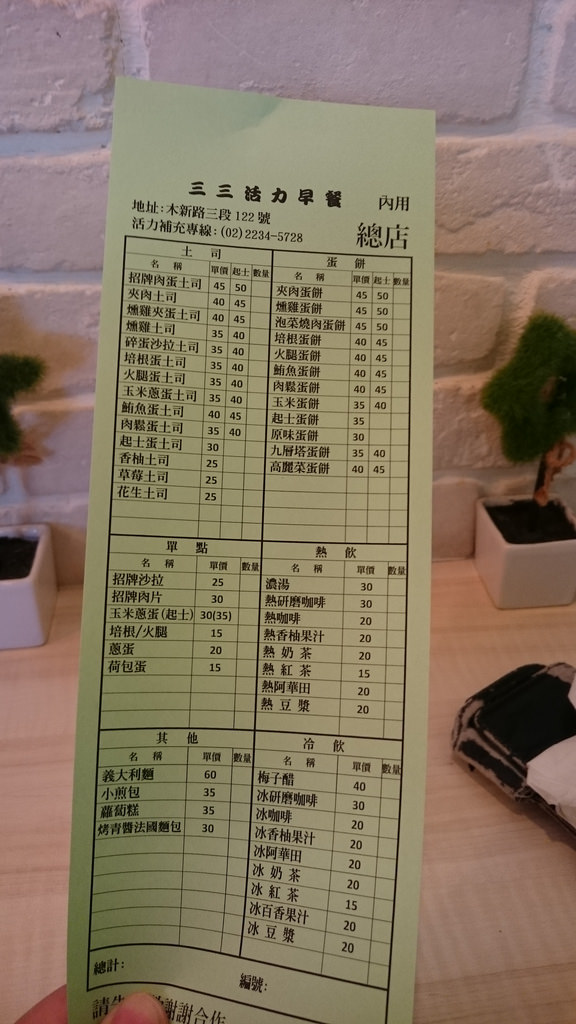 三三活力早餐 內用
地址:木新路三段122號
活力補充專線:(02)2234-5728 總店
土司
名 稱 單價 起士 數量
招牌肉蛋土司 45 50
夾肉土司 40 45
燻雞夾蛋土司 40 45
燻雞土司 35 40
碎蛋沙拉土司 35 40
培根蛋土司 35 40
火腿蛋土司 35 40
玉米蔥蛋土司 35 40
鮪魚蛋土司 40 45
肉鬆蛋土司 35 40
起士蛋土司 30
香柚土司 25
草莓土司 25
花生土司 25
蛋餅
名 稱 單價 起士 數量
夾肉蛋餅 45 50
燻雞蛋餅 45 50
泡菜燒肉蛋餅 45 50
培根蛋餅 40 45
火腿蛋餅 40 45
鮪魚蛋餅 40 45
肉鬆蛋餅 40 45
玉米蛋餅 35 40
起士蛋餅 35
原味蛋餅 30
九層塔蛋餅 35 40
高麗菜蛋餅 40 45
單點
名 稱 單價 數量
招牌沙拉 25
招牌肉片 30
玉米蔥蛋(起士) 30(35)
培根/火腿 15
蔥蛋 20
荷包蛋 15
熱飲
名 稱 單價 數量
濃湯 30
熱研磨咖啡 30
熱咖啡 20
熱香柚果汁 20
熱奶茶 20
熱紅茶 15
熱阿華田 20
熱豆漿 20
其他
名 稱 單價 數量
義大利麵 60
小煎包 35
蘿蔔糕 35
烤青醬法國麵包 30
冷飲
名 稱 單價 數量
梅子醋 40
冰研磨咖啡 30
冰咖啡 20
冰香柚果汁 20
冰阿華田 20
冰奶茶 20
冰紅茶 15
冰百香果汁 20
冰豆漿 20
總計: 編號:
請先 謝謝合作